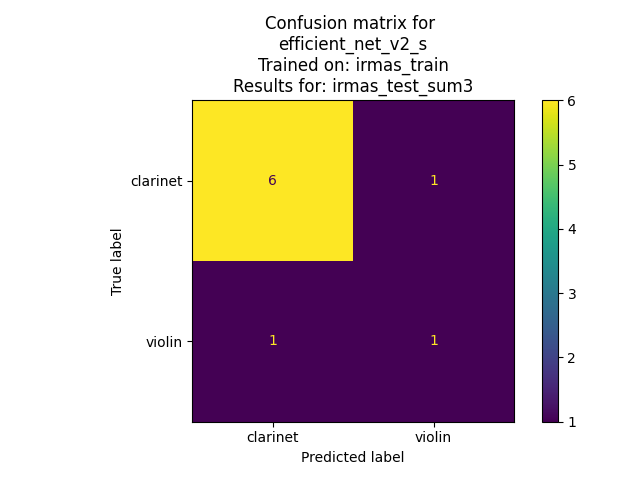 Confusion matrix for
efficient_net_v2_s
Trained on: irmas_train
Results for: irmas_test_sum3
clarinet
6
1
violin
1
1
clarinet
violin
Predicted label
True label
6
5
4
3
2
1